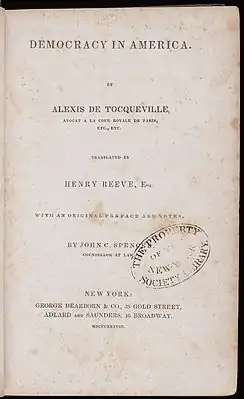 DEMOCRACY IN AMERICA.
BY
ALEXIS DE TOCQUEVILLE,
AVOCAT A LA COUR ROYALE DE PARIS,
ETC., ETC.
TRANSLATED BY
HENRY REEVE, Esq.
WITH AN ORIGINAL PREFACE AND NOTES,
BY JOHN C. SPENC
COUNSELLOR AT LAW
THE PROPERTY
OF
NEW
SOCIETY LIBRARY.
NEW YORK:
GEORGE DEARBORN & CO., 38 GOLD STREET,
ADLARD AND SAUNDERS, 46 BROADWAY.
MDCCCXXXVIII.